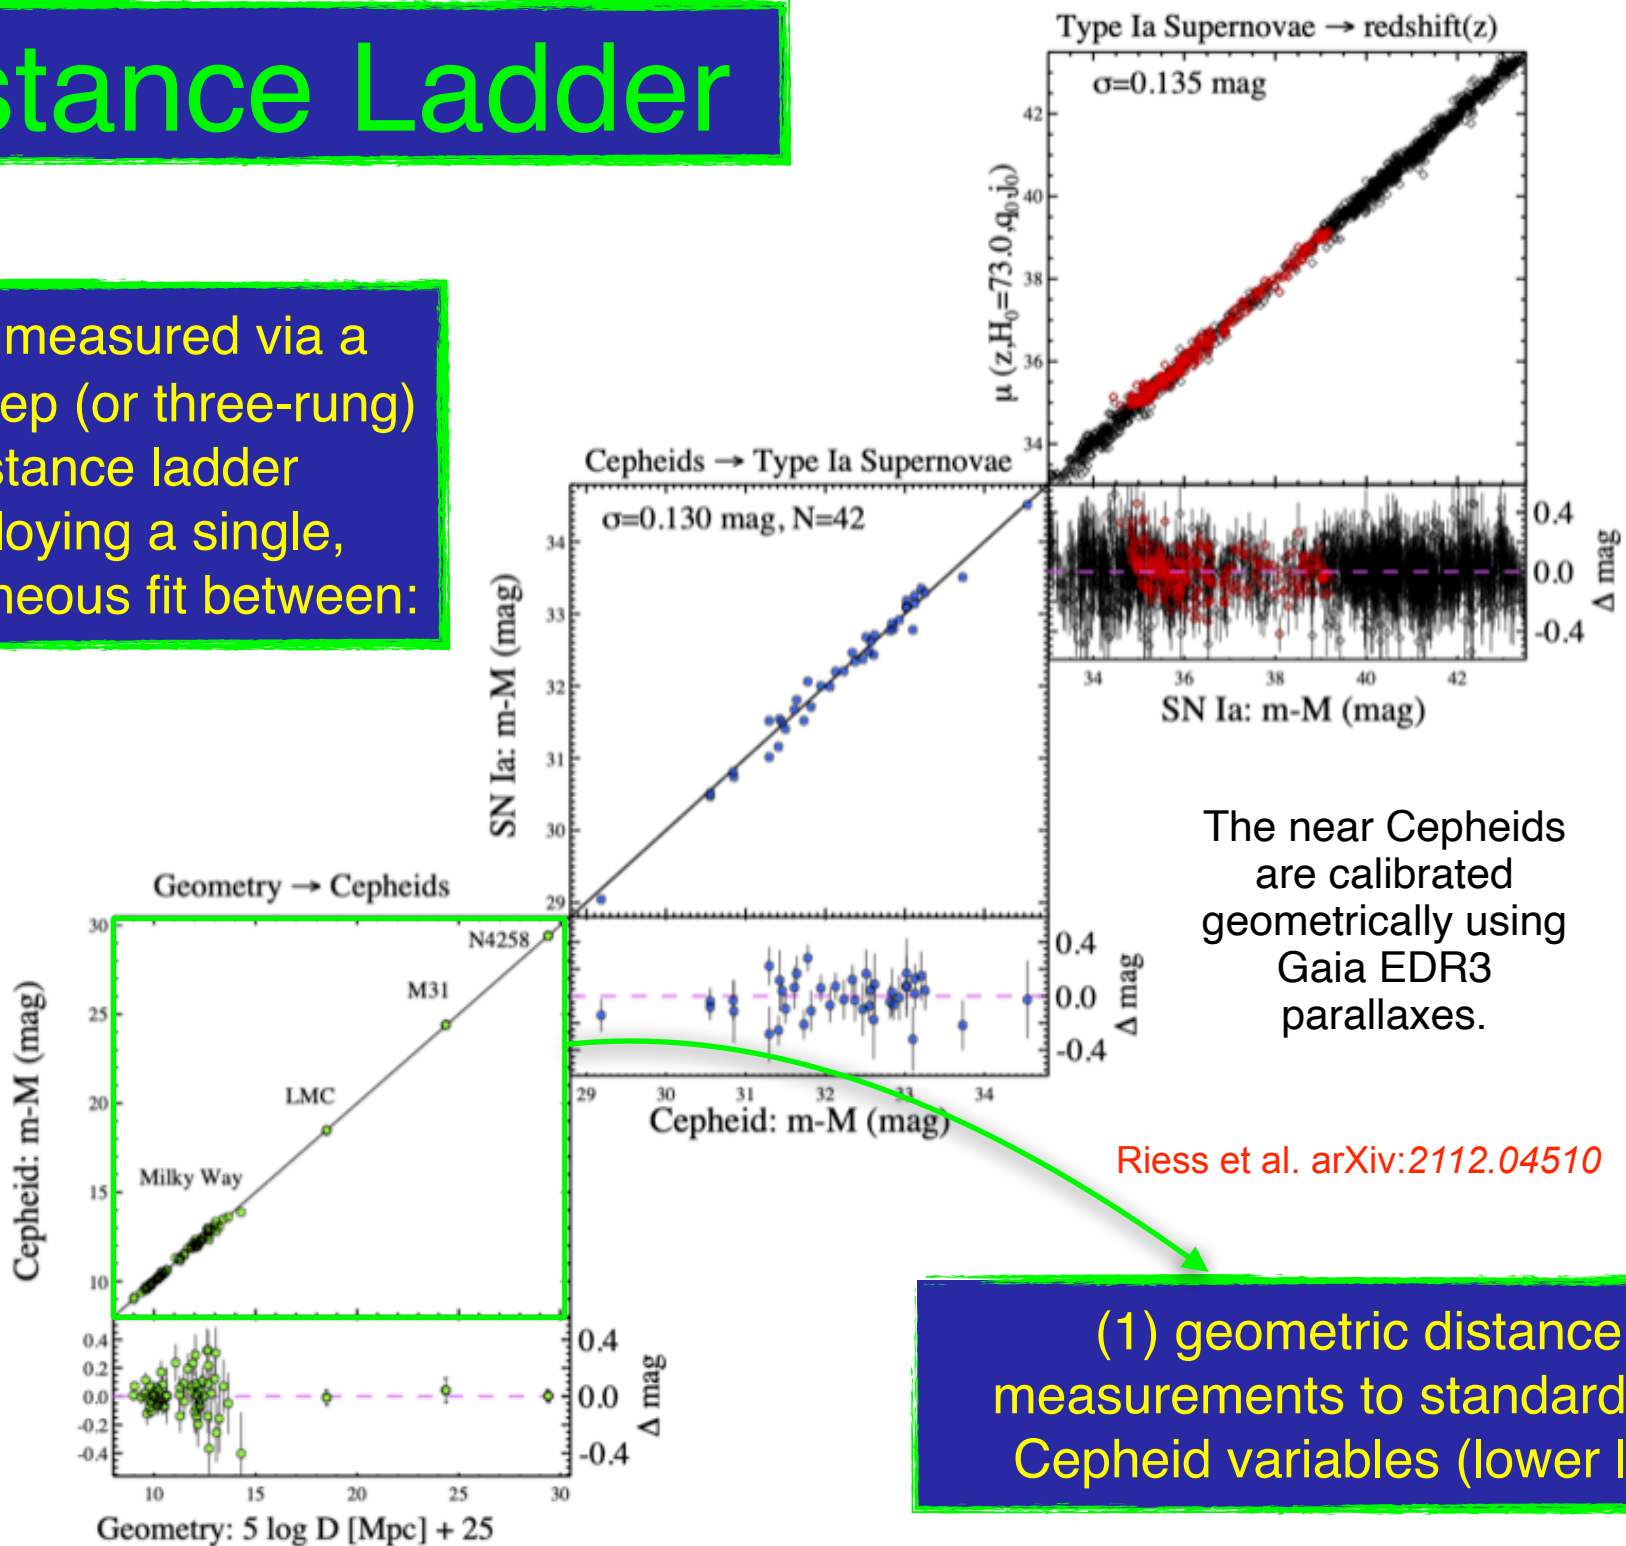 stance Ladder
measured via a
ep (or three-rung)
stance ladder
loying a single,
neous fit between:
Type Ia Supernovae → redshift(z)
σ=0.135 mag
42
40
38
36
34
μ (z,H₀=73.0,q₀,j₀)
0.4
0.0
-0.4
Δ mag
34 36 38 40 42
SN Ia: m-M (mag)
Cepheids → Type Ia Supernovae
σ=0.130 mag, N=42
34
33
32
31
30
29
SN Ia: m-M (mag)
0.4
0.0
-0.4
Δ mag
29 30 31 32 33 34
Cepheid: m-M (mag)
The near Cepheids
are calibrated
geometrically using
Gaia EDR3
parallaxes.
Riess et al. arXiv:2112.04510
Geometry → Cepheids
30
25
20
15
10
Cepheid: m-M (mag)
N4258
M31
LMC
Milky Way
0.4
0.2
0.0
-0.2
-0.4
0.4
0.0
-0.4
Δ mag
10 15 20 25 30
Geometry: 5 log D [Mpc] + 25
(1) geometric distance
measurements to standard
Cepheid variables (lower l